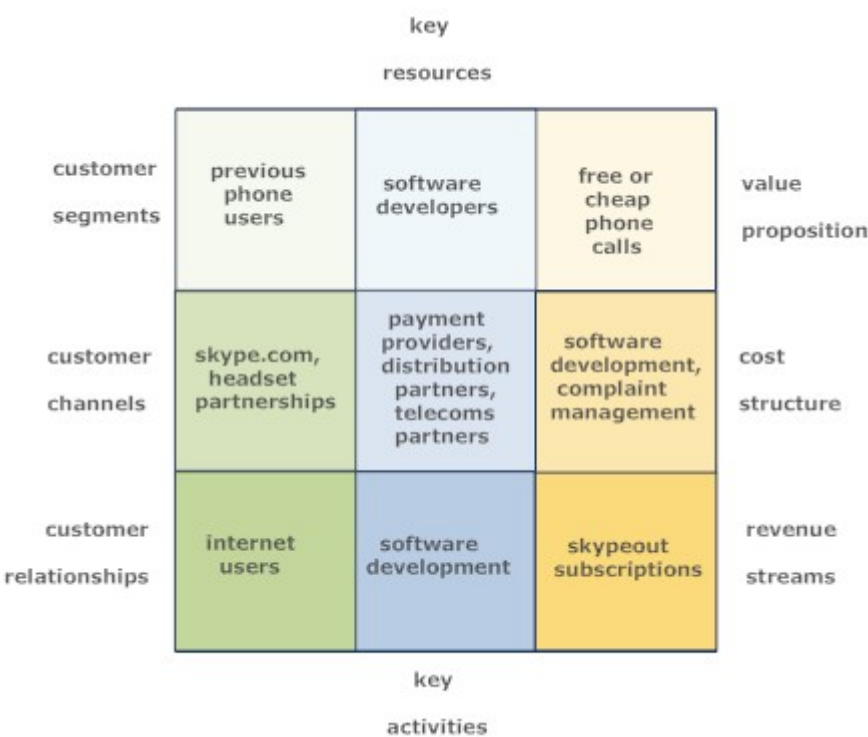 key
resources
customer
segments
previous
phone
users
software
developers
free or
cheap
phone
calls
value
proposition
customer
channels
skype.com,
headset
partnerships
payment
providers,
distribution
partners,
telecoms
partners
software
development,
complaint
management
cost
structure
customer
relationships
internet
users
software
development
skypeout
subscriptions
revenue
streams
key
activities